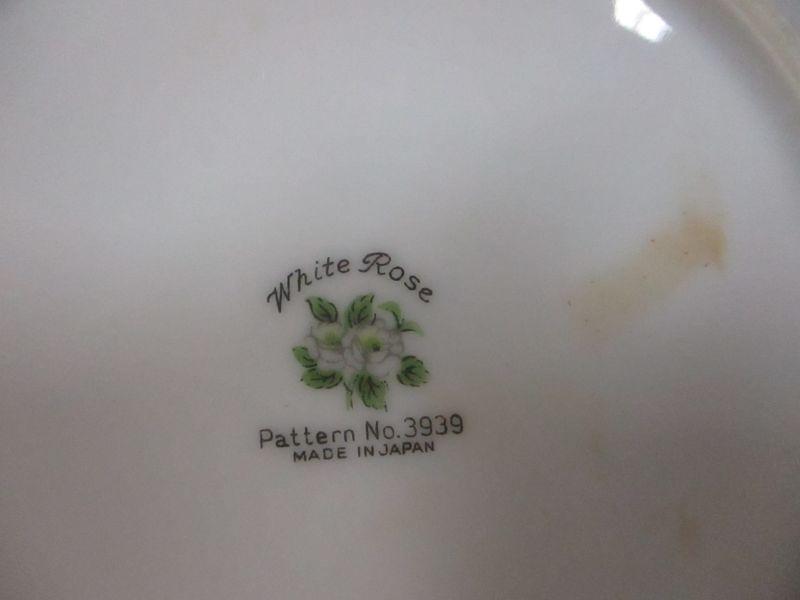 White Rose
Pattern No. 3939
MADE IN JAPAN